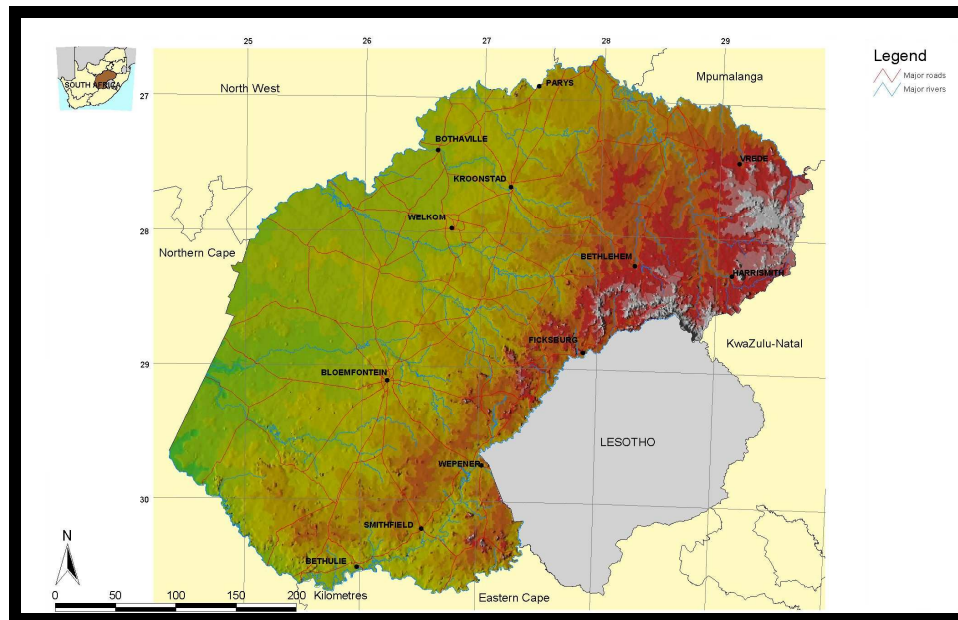 25 26 27 28 29
Legend
Major roads
Major rivers
SOUTH AFRICA
Mpumalanga
North West
PARYS
27
BOTHAVILLE
VREDE
KROONSTAD
WELKOM
28
Northern Cape
BETHLEHEM
HARRISMITH
FICKSBURG
KwaZulu-Natal
29
BLOEMFONTEIN
LESOTHO
WEPENER
30
SMITHFIELD
N
BETHULIE
Kilometres
Eastern Cape
0 50 100 150 200